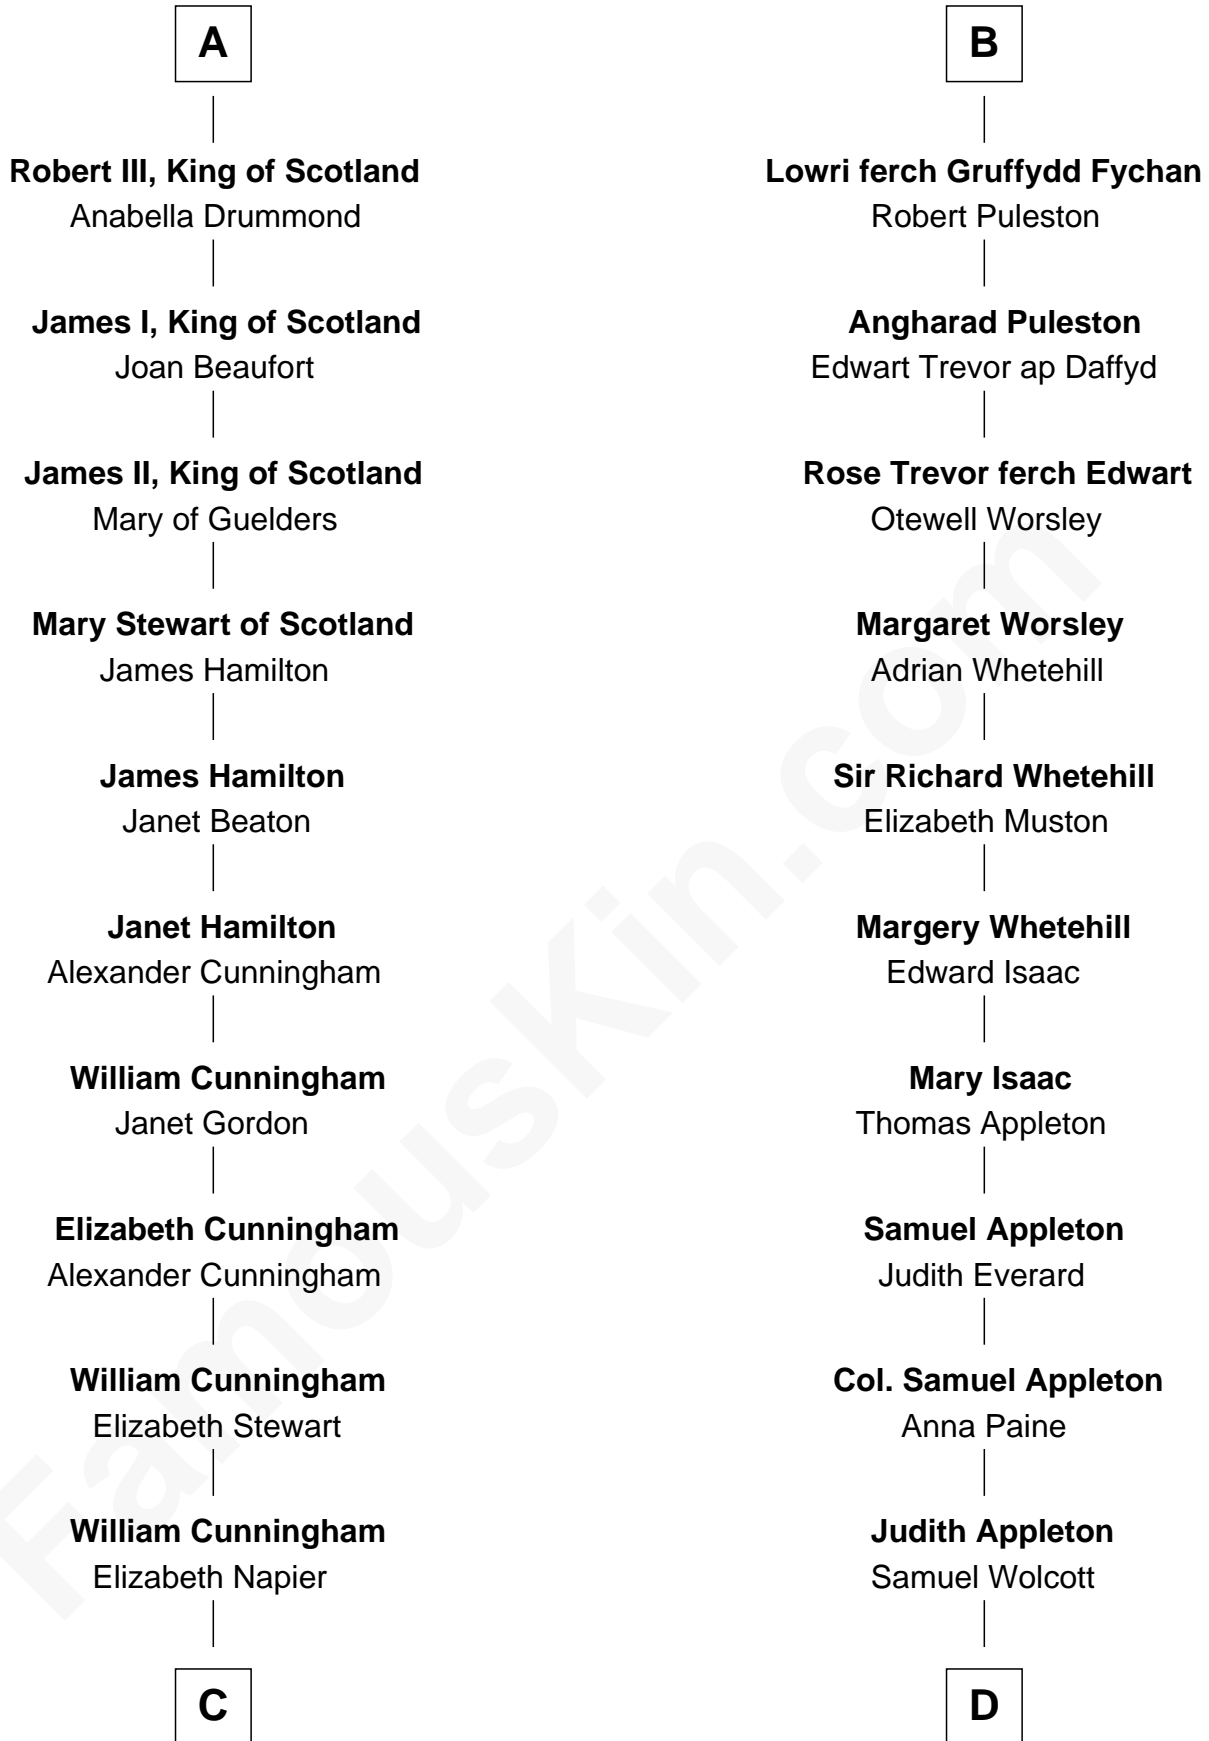 A
Robert III, King of Scotland
Anabella Drummond
James I, King of Scotland
Joan Beaufort
James II, King of Scotland
Mary of Guelders
Mary Stewart of Scotland
James Hamilton
James Hamilton
Janet Beaton
Janet Hamilton
Alexander Cunningham
William Cunningham
Janet Gordon
Elizabeth Cunningham
Alexander Cunningham
William Cunningham
Elizabeth Stewart
William Cunningham
Elizabeth Napier
C
B
Lowri ferch Gruffydd Fychan
Robert Puleston
Angharad Puleston
Edwart Trevor ap Daffyd
Rose Trevor ferch Edwart
Otewell Worsley
Margaret Worsley
Adrian Whetehill
Sir Richard Whetehill
Elizabeth Muston
Margery Whetehill
Edward Isaac
Mary Isaac
Thomas Appleton
Samuel Appleton
Judith Everard
Col. Samuel Appleton
Anna Paine
Judith Appleton
Samuel Wolcott
D
FamousKin.com